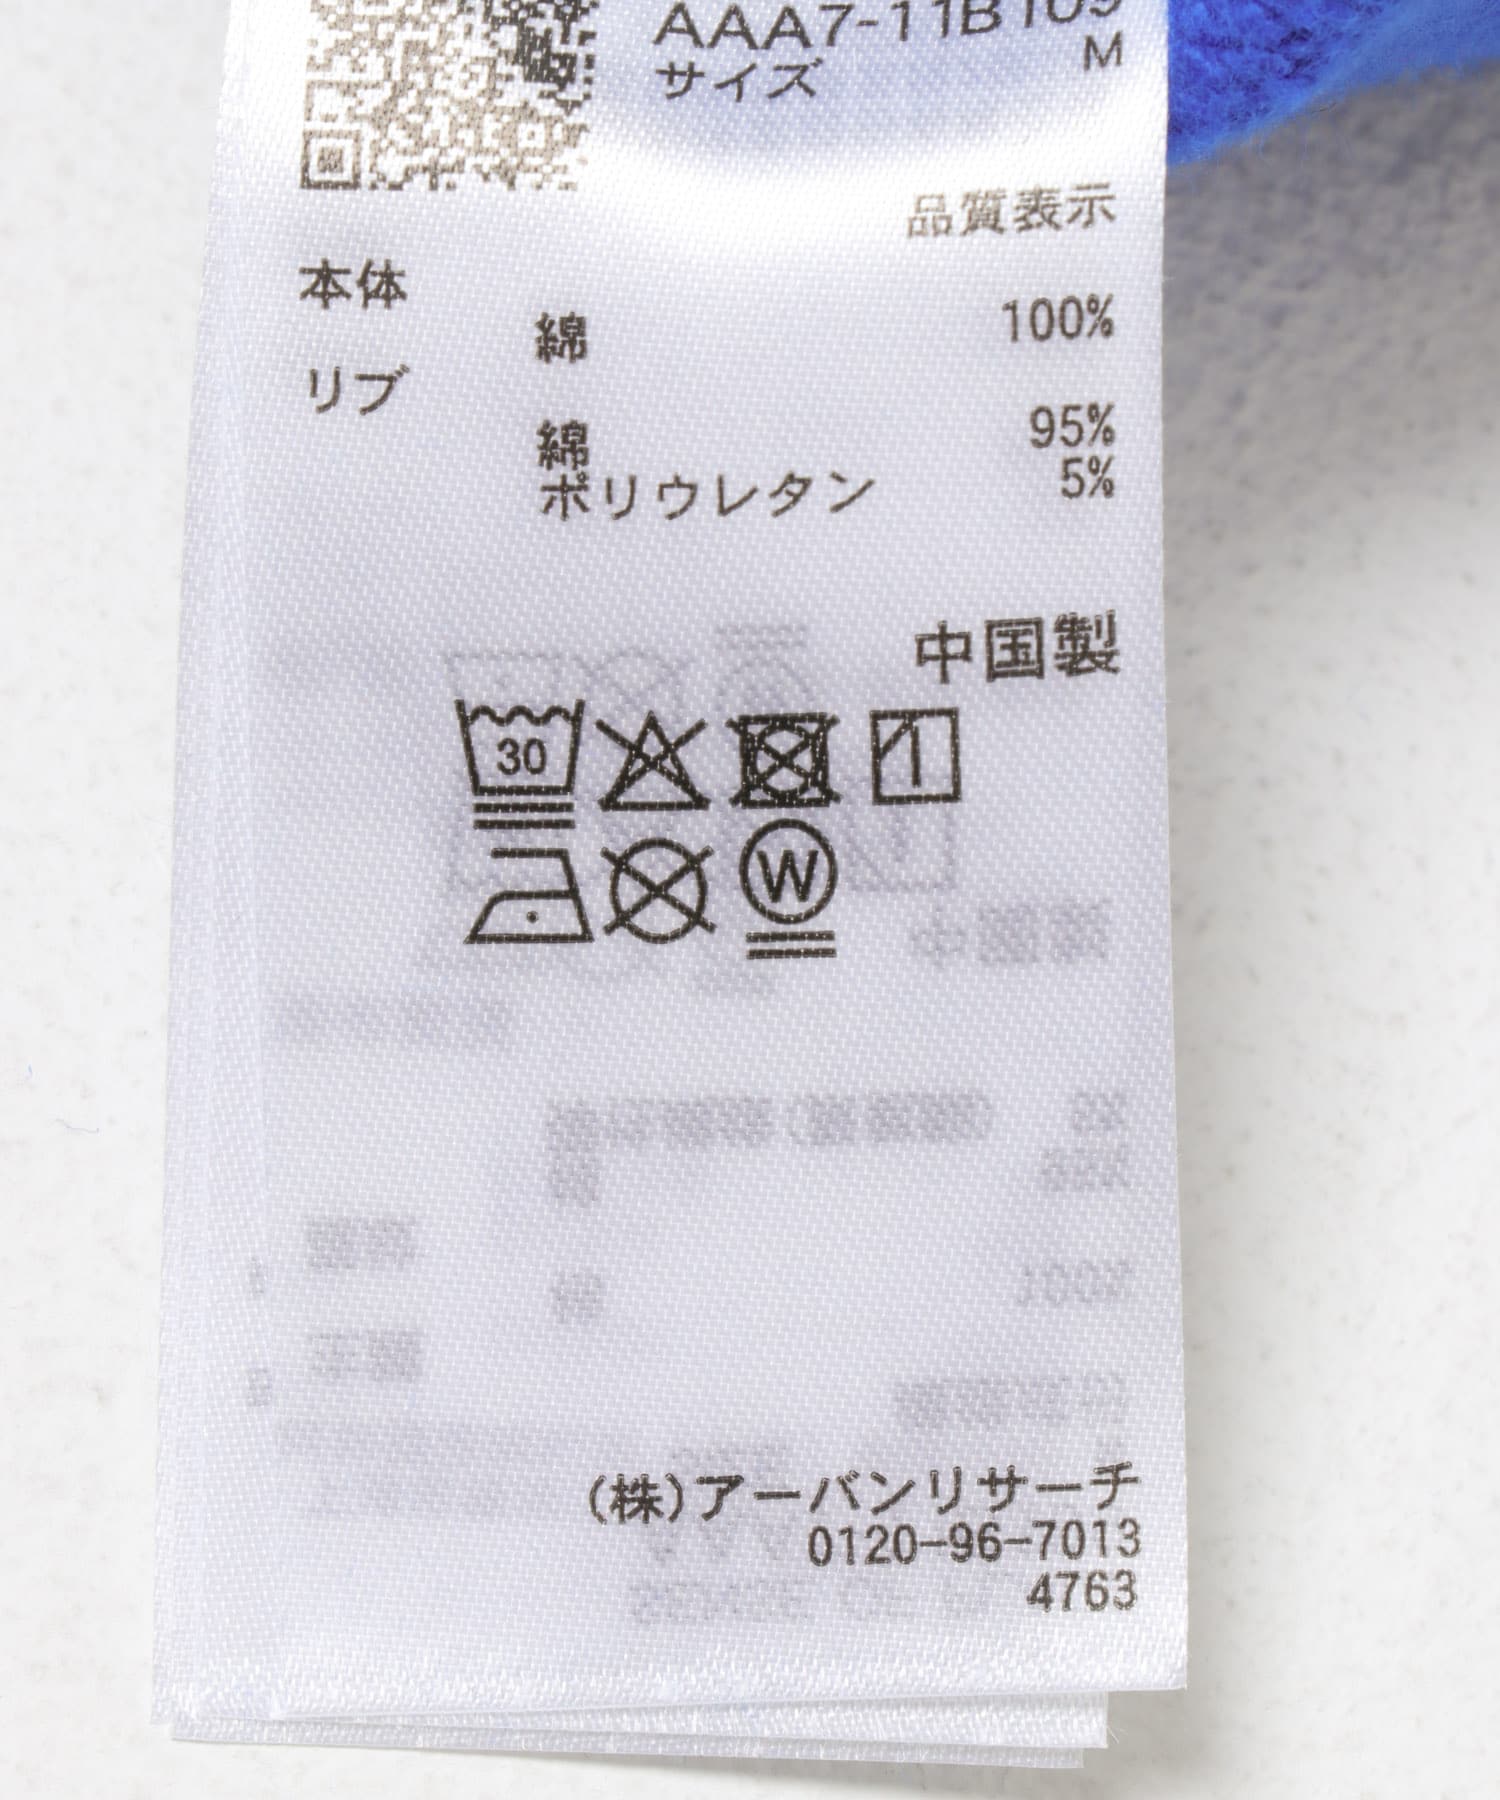 AAA7-11B109
サイズ M
品質表示
本体
綿 100%
リブ
綿 95%
ポリウレタン 5%
中国製
30
W
(株)アーバンリサーチ
0120-96-7013
4763